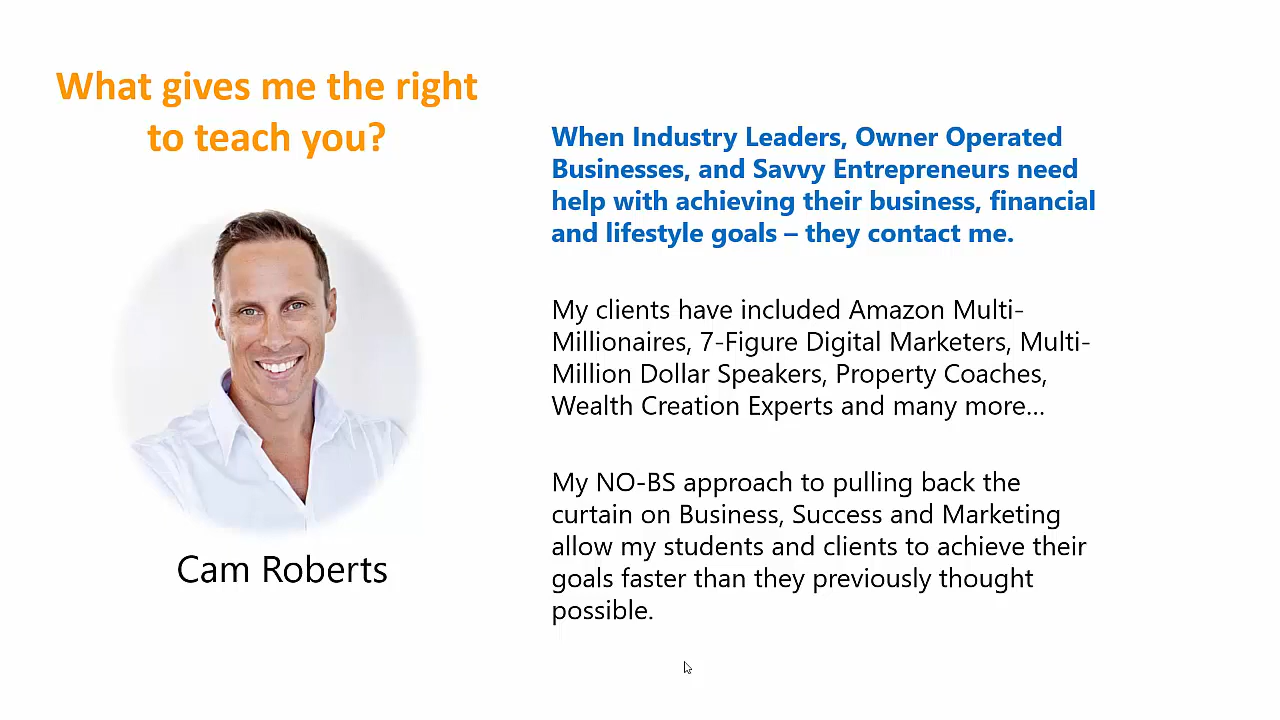 What gives me the right
to teach you?
Cam Roberts
When Industry Leaders, Owner Operated
Businesses, and Savvy Entrepreneurs need
help with achieving their business, financial
and lifestyle goals – they contact me.
My clients have included Amazon Multi-
Millionaires, 7-Figure Digital Marketers, Multi-
Million Dollar Speakers, Property Coaches,
Wealth Creation Experts and many more...
My NO-BS approach to pulling back the
curtain on Business, Success and Marketing
allow my students and clients to achieve their
goals faster than they previously thought
possible.